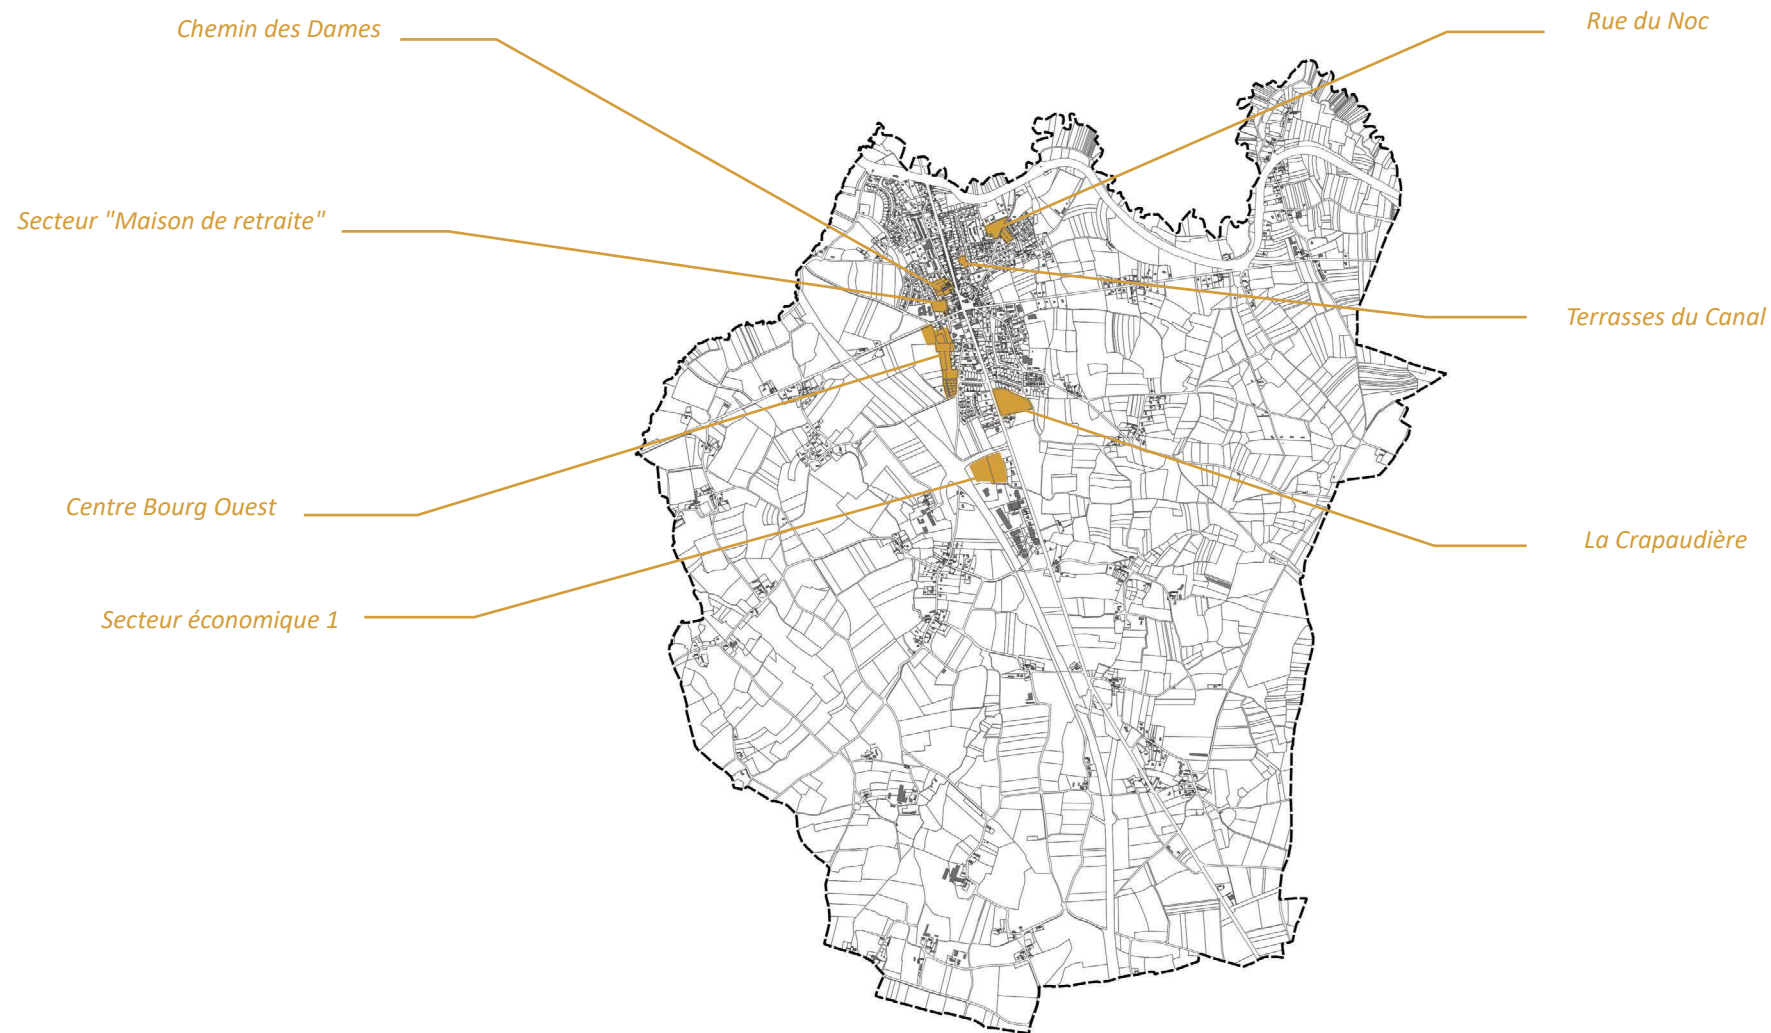 Chemin des Dames
Rue du Noc
Secteur "Maison de retraite"
Terrasses du Canal
Centre Bourg Ouest
La Crapaudière
Secteur économique 1